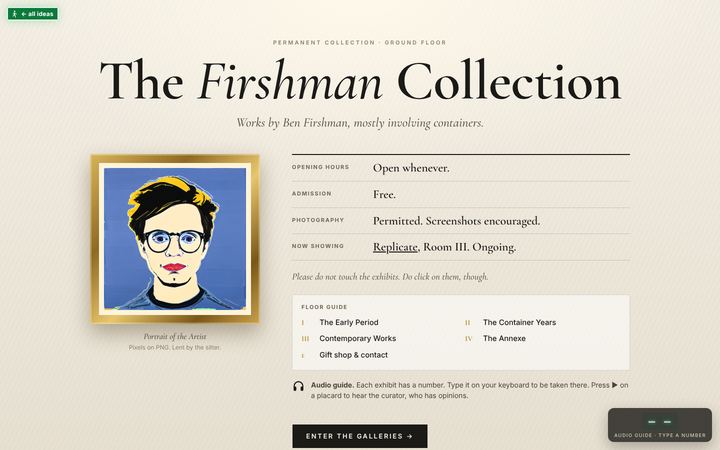 ← all ideas
PERMANENT COLLECTION · GROUND FLOOR
The Firshman Collection
Works by Ben Firshman, mostly involving containers.
OPENING HOURS Open whenever.
ADMISSION Free.
PHOTOGRAPHY Permitted. Screenshots encouraged.
NOW SHOWING Replicate, Room III. Ongoing.
Please do not touch the exhibits. Do click on them, though.
Portrait of the Artist
Pixels on PNG. Lent by the sitter.
FLOOR GUIDE
I The Early Period
II The Container Years
III Contemporary Works
IV The Annexe
Gift shop & contact
Audio guide. Each exhibit has a number. Type it on your keyboard to be taken there. Press ▶ on
a placard to hear the curator, who has opinions.
ENTER THE GALLERIES →
– –
AUDIO GUIDE · TYPE A NUMBER